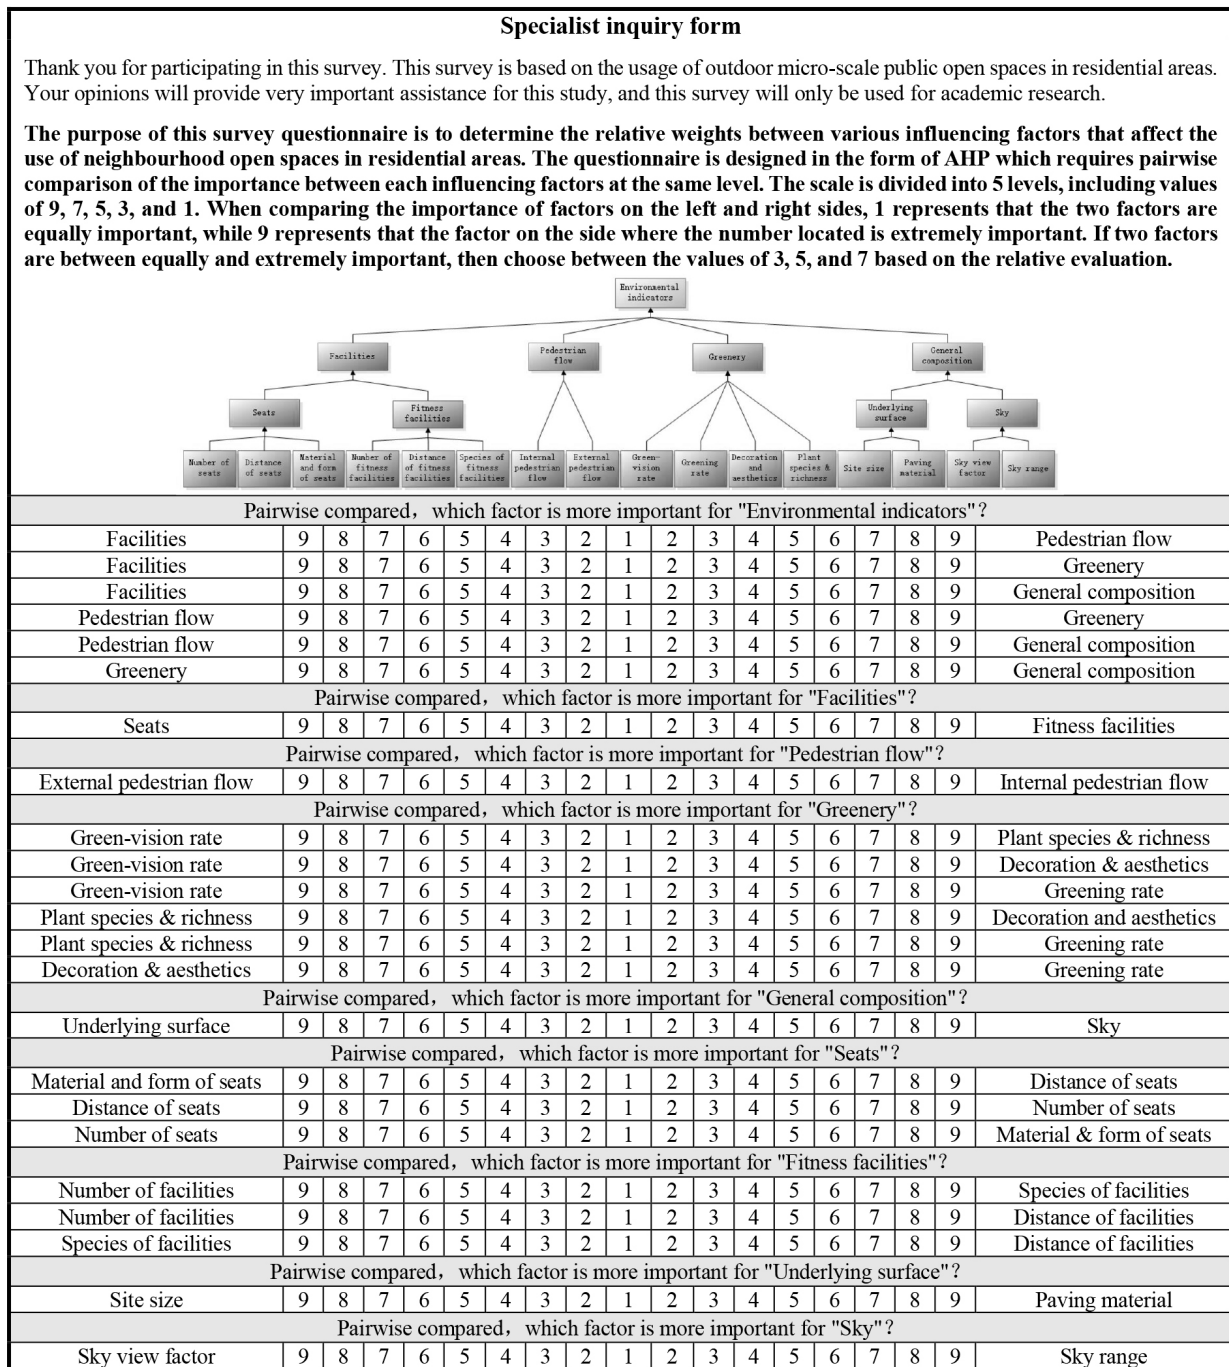 Specialist inquiry form
Thank you for participating in this survey. This survey is based on the usage of outdoor micro-scale public open spaces in residential areas.
Your opinions will provide very important assistance for this study, and this survey will only be used for academic research.
The purpose of this survey questionnaire is to determine the relative weights between various influencing factors that affect the
use of neighbourhood open spaces in residential areas. The questionnaire is designed in the form of AHP which requires pairwise
comparison of the importance between each influencing factors at the same level. The scale is divided into 5 levels, including values
of 9, 7, 5, 3, and 1. When comparing the importance of factors on the left and right sides, 1 represents that the two factors are
equally important, while 9 represents that the factor on the side where the number located is extremely important. If two factors
are between equally and extremely important, then choose between the values of 3, 5, and 7 based on the relative evaluation.
Environmental
indicators
Facilities
Pedestrian
flow
Greenery
General
composition
Seats
Fitness
facilities
Underlying
surface
Sky
Number of
seats
Distance
of seats
Material
and form
of seats
Number of
fitness
facilities
Distance
of fitness
facilities
Species of
fitness
facilities
Internal
pedestrian
flow
External
pedestrian
flow
Green-
vision
rate
Greening
rate
Decoration
and
aesthetics
Plant
species &
richness
Site size
Paving
material
Sky view
factor
Sky range
Pairwise compared，which factor is more important for "Environmental indicators"?
Facilities 9 8 7 6 5 4 3 2 1 2 3 4 5 6 7 8 9 Pedestrian flow
Facilities 9 8 7 6 5 4 3 2 1 2 3 4 5 6 7 8 9 Greenery
Facilities 9 8 7 6 5 4 3 2 1 2 3 4 5 6 7 8 9 General composition
Pedestrian flow 9 8 7 6 5 4 3 2 1 2 3 4 5 6 7 8 9 Greenery
Pedestrian flow 9 8 7 6 5 4 3 2 1 2 3 4 5 6 7 8 9 General composition
Greenery 9 8 7 6 5 4 3 2 1 2 3 4 5 6 7 8 9 General composition
Pairwise compared，which factor is more important for "Facilities"?
Seats 9 8 7 6 5 4 3 2 1 2 3 4 5 6 7 8 9 Fitness facilities
Pairwise compared，which factor is more important for "Pedestrian flow"?
External pedestrian flow 9 8 7 6 5 4 3 2 1 2 3 4 5 6 7 8 9 Internal pedestrian flow
Pairwise compared，which factor is more important for "Greenery"?
Green-vision rate 9 8 7 6 5 4 3 2 1 2 3 4 5 6 7 8 9 Plant species & richness
Green-vision rate 9 8 7 6 5 4 3 2 1 2 3 4 5 6 7 8 9 Decoration & aesthetics
Green-vision rate 9 8 7 6 5 4 3 2 1 2 3 4 5 6 7 8 9 Greening rate
Plant species & richness 9 8 7 6 5 4 3 2 1 2 3 4 5 6 7 8 9 Decoration and aesthetics
Plant species & richness 9 8 7 6 5 4 3 2 1 2 3 4 5 6 7 8 9 Greening rate
Decoration & aesthetics 9 8 7 6 5 4 3 2 1 2 3 4 5 6 7 8 9 Greening rate
Pairwise compared，which factor is more important for "General composition"?
Underlying surface 9 8 7 6 5 4 3 2 1 2 3 4 5 6 7 8 9 Sky
Pairwise compared，which factor is more important for "Seats"?
Material and form of seats 9 8 7 6 5 4 3 2 1 2 3 4 5 6 7 8 9 Distance of seats
Distance of seats 9 8 7 6 5 4 3 2 1 2 3 4 5 6 7 8 9 Number of seats
Number of seats 9 8 7 6 5 4 3 2 1 2 3 4 5 6 7 8 9 Material & form of seats
Pairwise compared，which factor is more important for "Fitness facilities"?
Number of facilities 9 8 7 6 5 4 3 2 1 2 3 4 5 6 7 8 9 Species of facilities
Number of facilities 9 8 7 6 5 4 3 2 1 2 3 4 5 6 7 8 9 Distance of facilities
Species of facilities 9 8 7 6 5 4 3 2 1 2 3 4 5 6 7 8 9 Distance of facilities
Pairwise compared，which factor is more important for "Underlying surface"?
Site size 9 8 7 6 5 4 3 2 1 2 3 4 5 6 7 8 9 Paving material
Pairwise compared，which factor is more important for "Sky"?
Sky view factor 9 8 7 6 5 4 3 2 1 2 3 4 5 6 7 8 9 Sky range